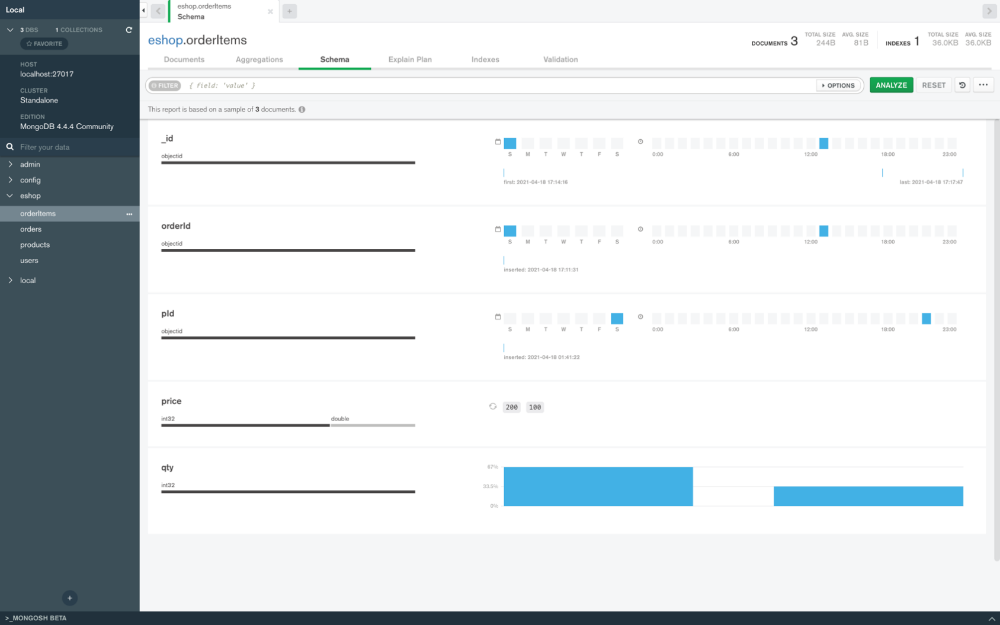 Local
3 DBS 1 COLLECTIONS
FAVORITE
HOST
localhost:27017
CLUSTER
Standalone
EDITION
MongoDB 4.4.4 Community
Filter your data
admin
config
eshop
orderItems
orders
products
users
local
>_MONGOSH BETA
eshop.orderItems
Schema
eshop.orderItems
DOCUMENTS 3 TOTAL SIZE 244B AVG. SIZE 81B INDEXES 1 TOTAL SIZE 36.0KB AVG. SIZE 36.0KB
Documents Aggregations Schema Explain Plan Indexes Validation
FILTER { field: 'value' } OPTIONS ANALYZE RESET
This report is based on a sample of 3 documents.
_id
objectid
S M T W T F S 0:00 6:00 12:00 18:00 23:00
first: 2021-04-18 17:14:16 last: 2021-04-18 17:17:47
orderId
objectid
S M T W T F S 0:00 6:00 12:00 18:00 23:00
inserted: 2021-04-18 17:11:31
pId
objectid
S M T W T F S 0:00 6:00 12:00 18:00 23:00
inserted: 2021-04-18 01:41:22
price
int32 double
200 100
qty
int32
67%
33.5%
0%